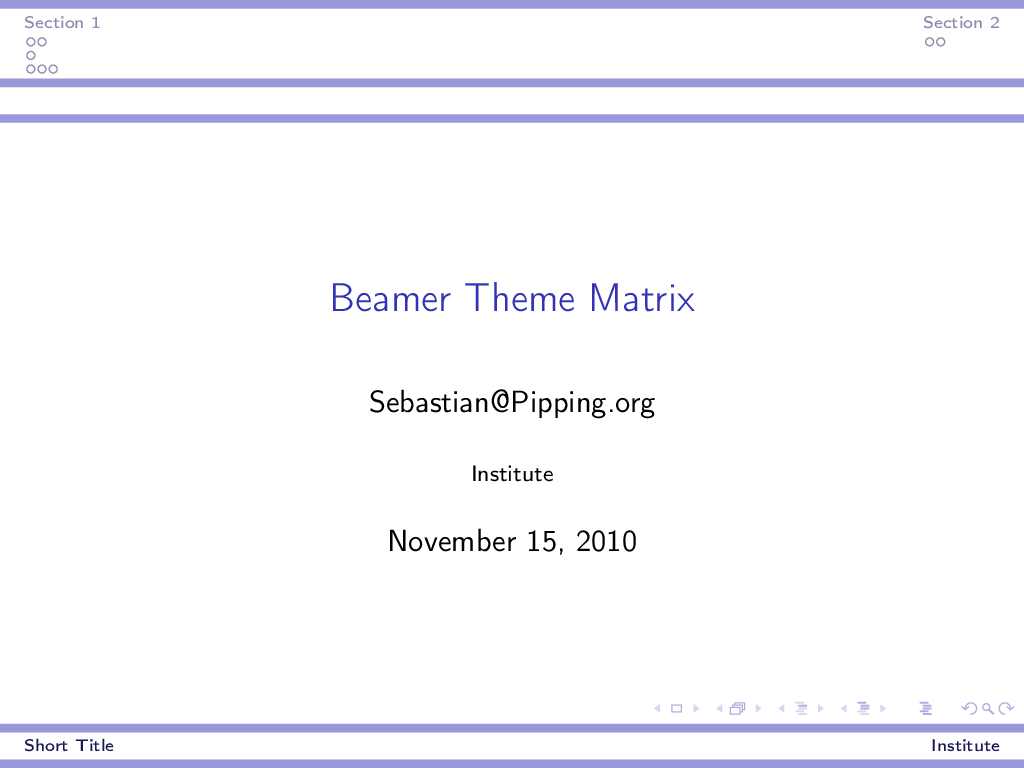 Section 1
Section 2
Beamer Theme Matrix
Sebastian@Pipping.org
Institute
November 15, 2010
Short Title
Institute